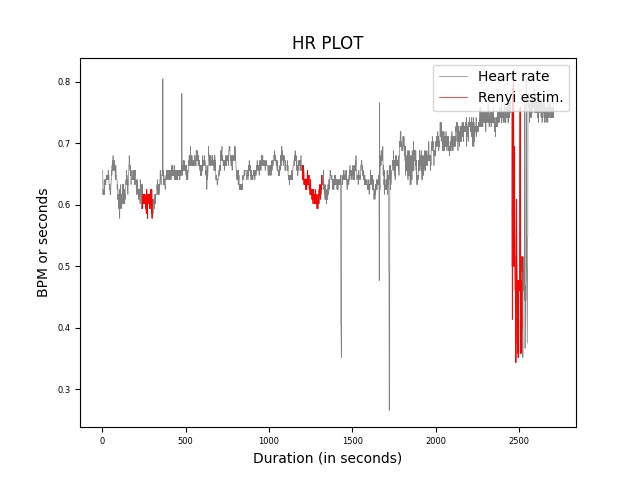 HR PLOT
Heart rate
Renyi estim.
BPM or seconds
0.8
0.7
0.6
0.5
0.4
0.3
0
500
1000
1500
2000
2500
Duration (in seconds)